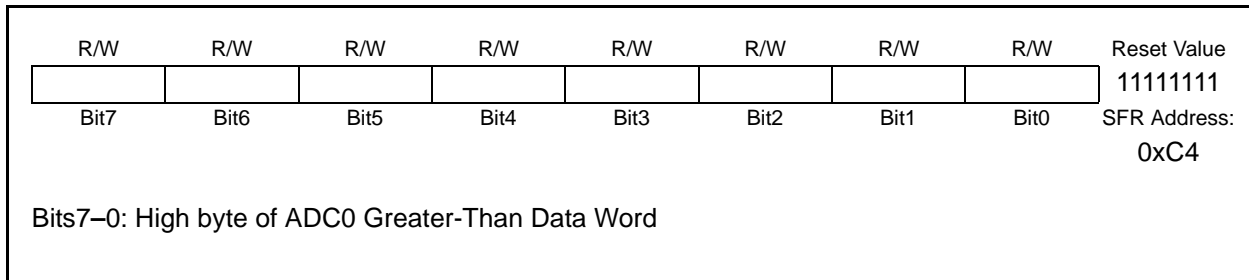 R/W R/W R/W R/W R/W R/W R/W R/W Reset Value
11111111
Bit7 Bit6 Bit5 Bit4 Bit3 Bit2 Bit1 Bit0 SFR Address:
0xC4
Bits7–0: High byte of ADC0 Greater-Than Data Word